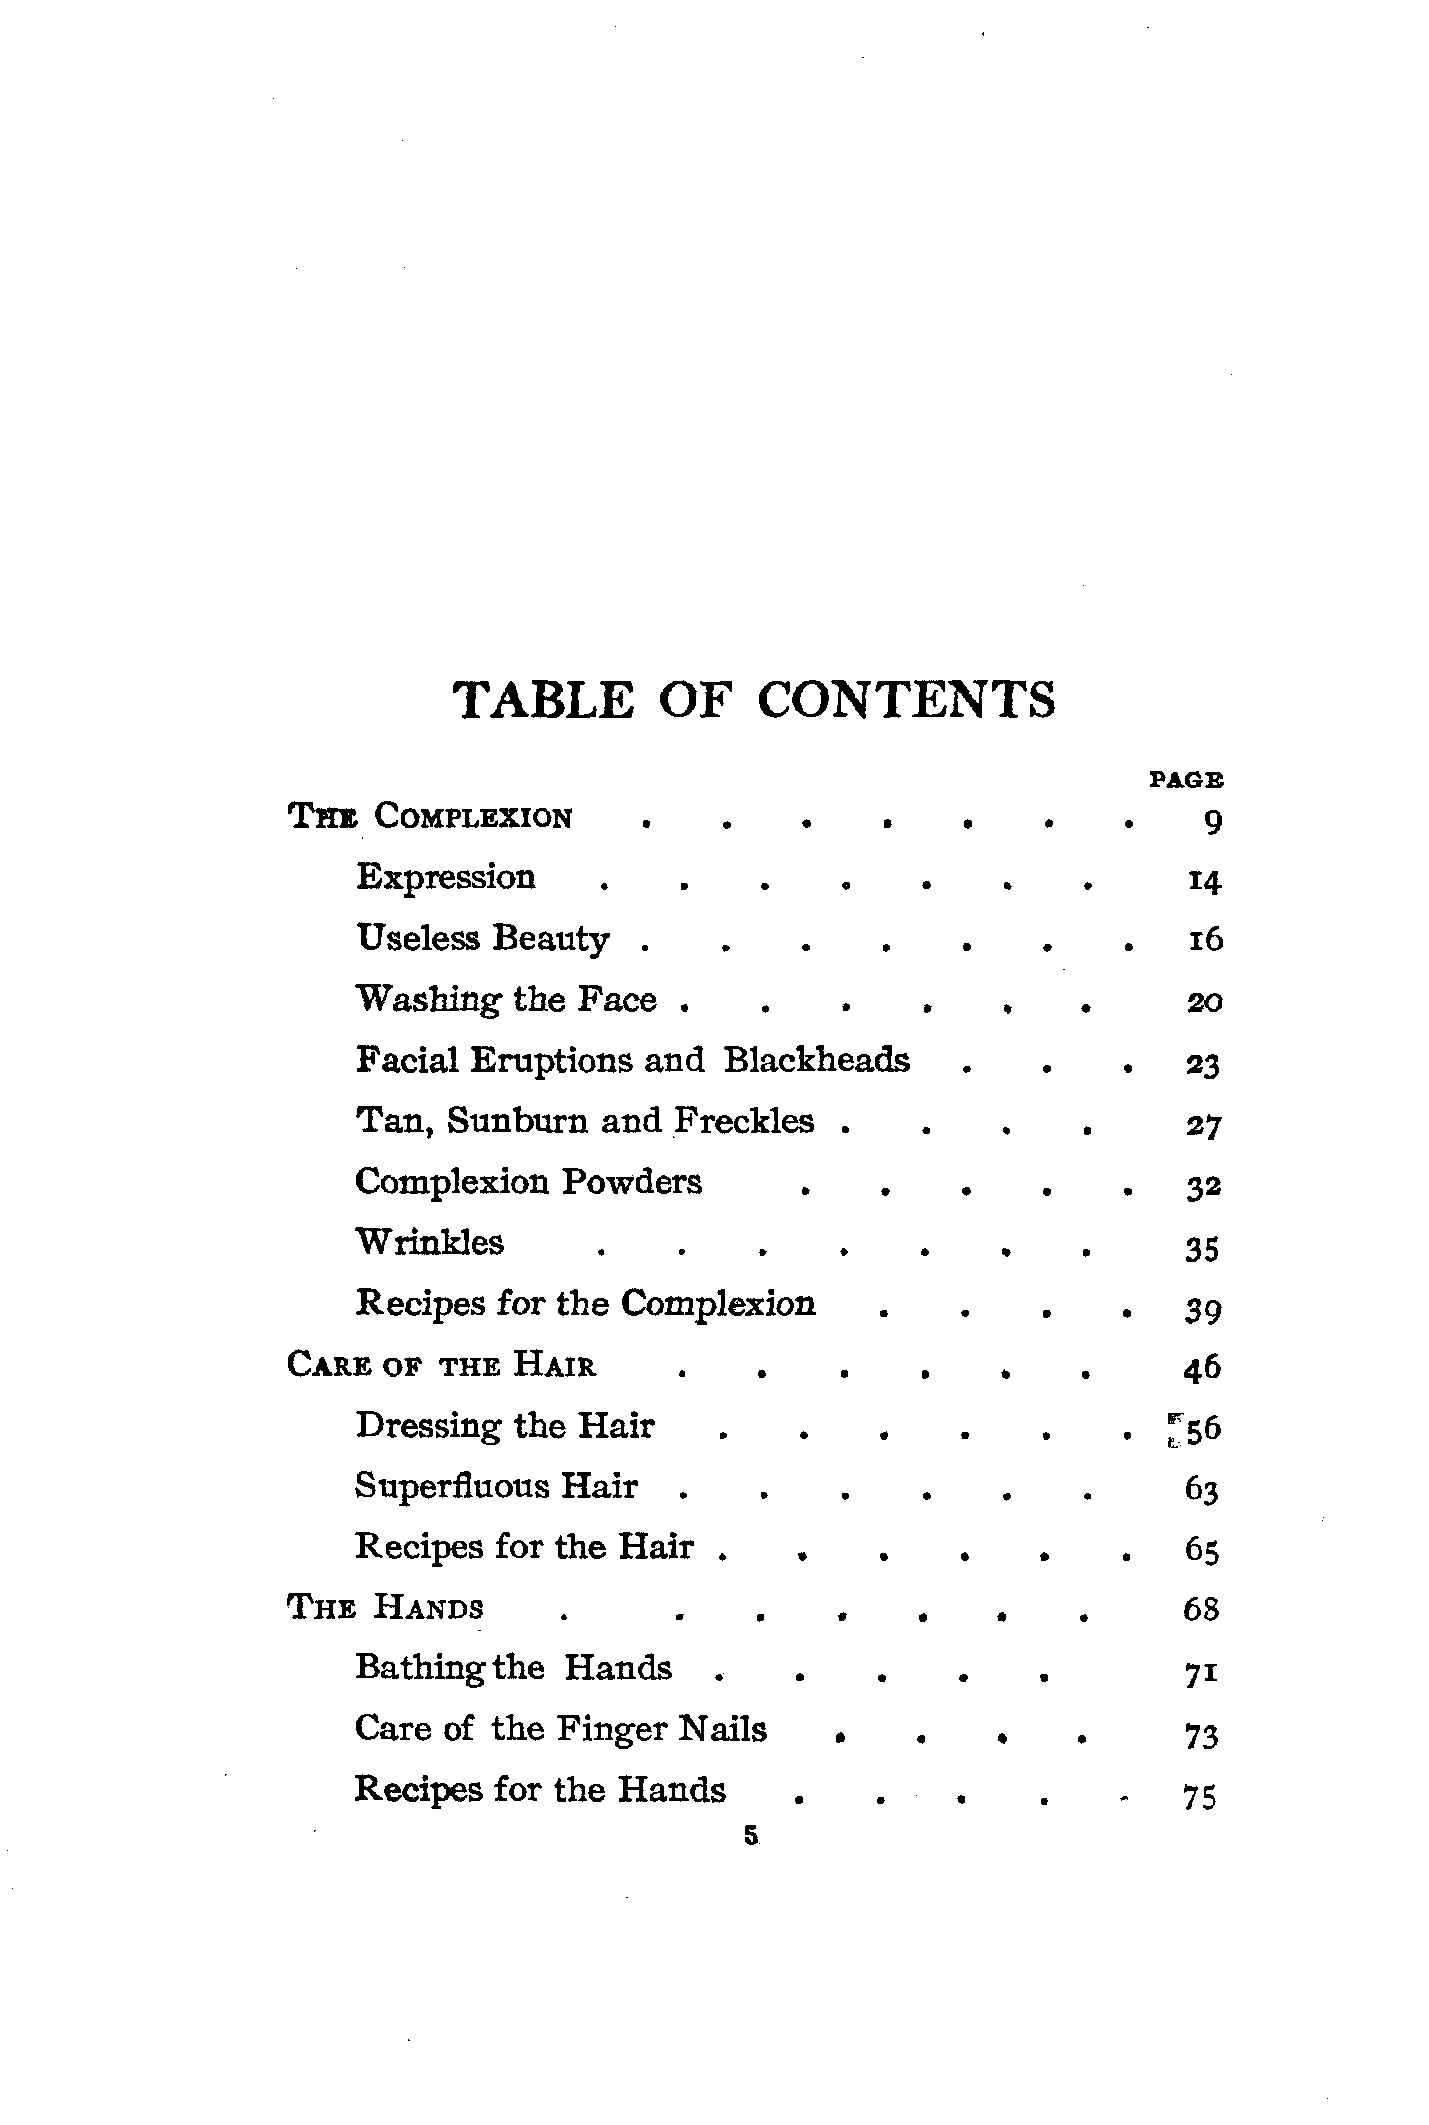 TABLE OF CONTENTS
PAGE
THE COMPLEXION . . . . . . . 9
Expression . . . . . . . 14
Useless Beauty . . . . . . . 16
Washing the Face . . . . . . 20
Facial Eruptions and Blackheads . . . 23
Tan, Sunburn and Freckles . . . . 27
Complexion Powders . . . . . 32
Wrinkles . . . . . . . 35
Recipes for the Complexion . . . . 39
CARE OF THE HAIR . . . . . . 46
Dressing the Hair . . . . . . 56
Superfluous Hair . . . . . . 63
Recipes for the Hair . . . . . . 65
THE HANDS . . . . . . . 68
Bathing the Hands . . . . . 71
Care of the Finger Nails . . . . 73
Recipes for the Hands . . . . . 75
5